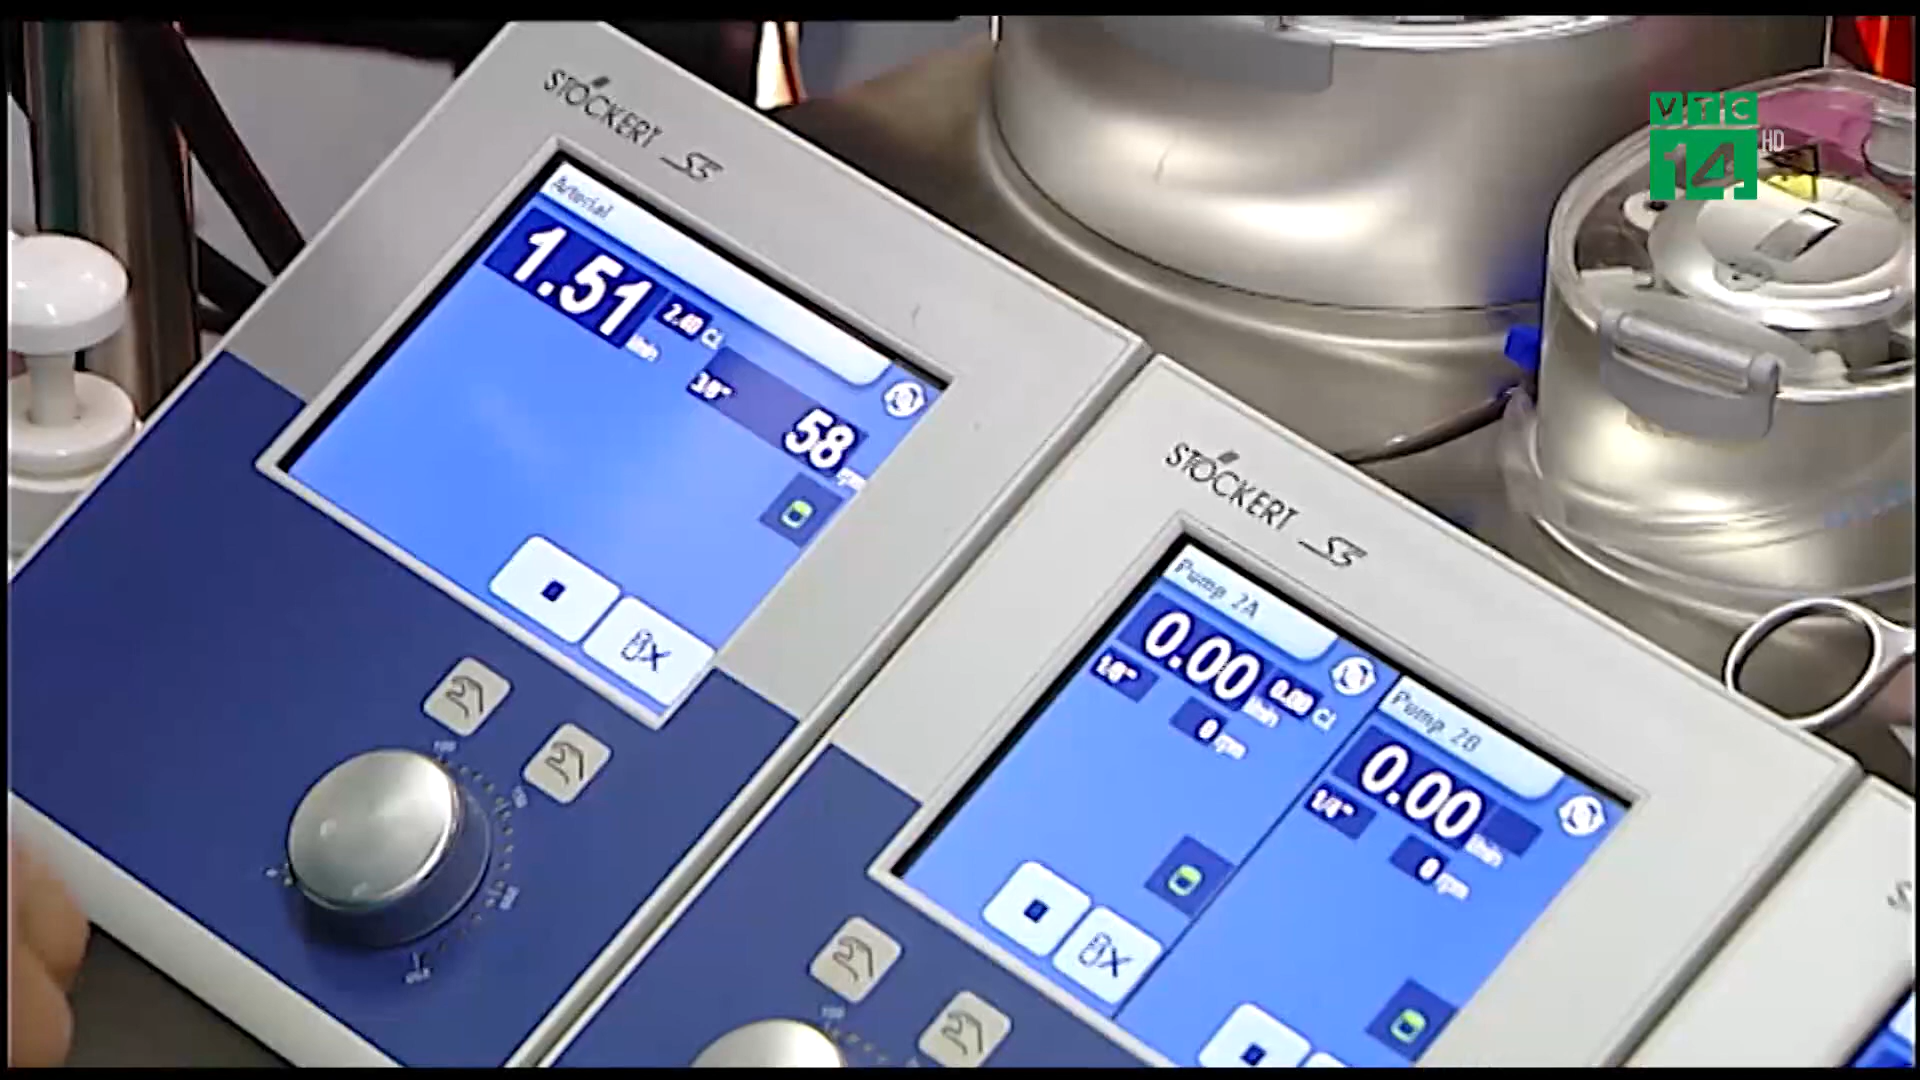 STÖCKERT S5
Arterial
1.51
l/min
2.40 CI
3/8"
58
rpm
STÖCKERT S5
Pump 2A
0.00
l/min
0.00 CI
1/8"
0 rpm
Pump 2B
0.00
l/min
1/4"
0 rpm
VTC
14 HD